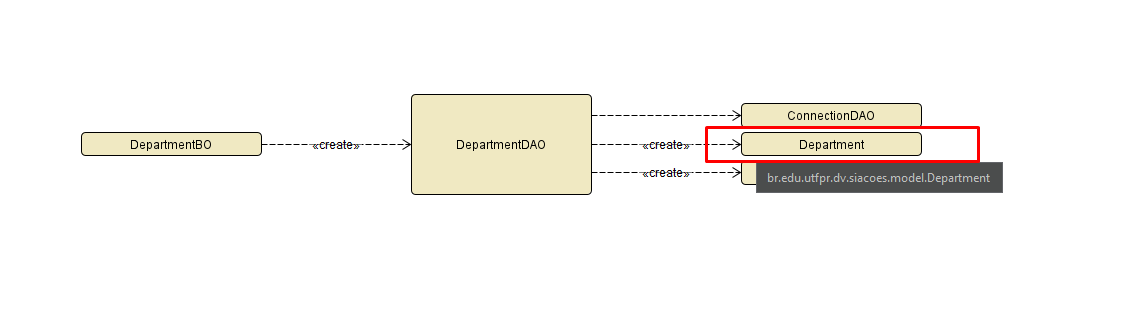 ConnectionDAO
DepartmentBO «create» DepartmentDAO «create» Department
«create»
br.edu.utfpr.dv.siacoes.model.Department